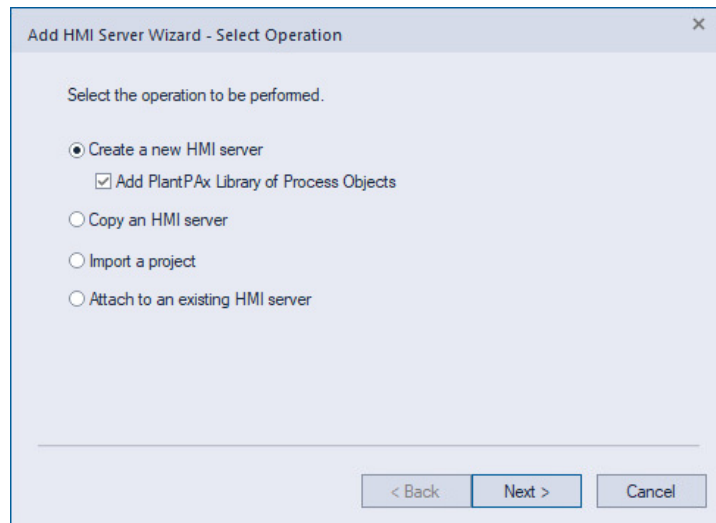 Add HMI Server Wizard - Select Operation
Select the operation to be performed.
Create a new HMI server
Add PlantPAx Library of Process Objects
Copy an HMI server
Import a project
Attach to an existing HMI server
< Back Next > Cancel